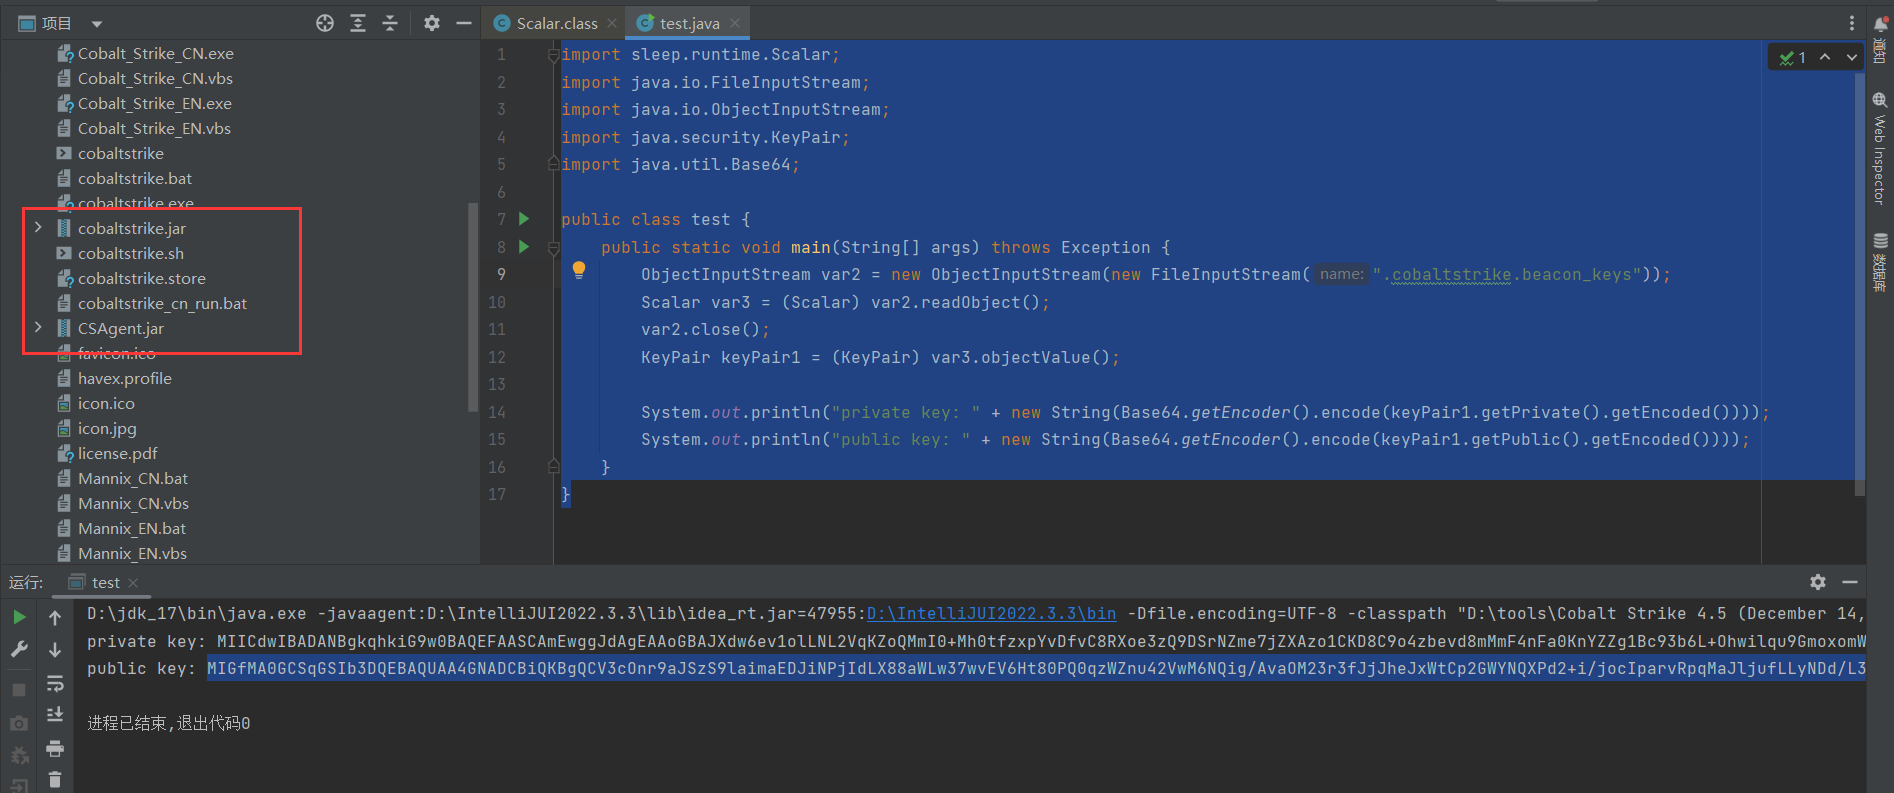 项目
Scalar.class
test.java
Cobalt_Strike_CN.exe
Cobalt_Strike_CN.vbs
Cobalt_Strike_EN.exe
Cobalt_Strike_EN.vbs
cobaltstrike
cobaltstrike.bat
cobaltstrike.exe
cobaltstrike.jar
cobaltstrike.sh
cobaltstrike.store
cobaltstrike_cn_run.bat
CSAgent.jar
favicon.ico
havex.profile
icon.ico
icon.jpg
license.pdf
Mannix_CN.bat
Mannix_CN.vbs
Mannix_EN.bat
Mannix_EN.vbs
1 import sleep.runtime.Scalar;
2 import java.io.FileInputStream;
3 import java.io.ObjectInputStream;
4 import java.security.KeyPair;
5 import java.util.Base64;
6
7 public class test {
8 public static void main(String[] args) throws Exception {
9 ObjectInputStream var2 = new ObjectInputStream(new FileInputStream( name: ".cobaltstrike.beacon_keys"));
10 Scalar var3 = (Scalar) var2.readObject();
11 var2.close();
12 KeyPair keyPair1 = (KeyPair) var3.objectValue();
13
14 System.out.println("private key: " + new String(Base64.getEncoder().encode(keyPair1.getPrivate().getEncoded())));
15 System.out.println("public key: " + new String(Base64.getEncoder().encode(keyPair1.getPublic().getEncoded())));
16 }
17 }
1
通知
Web Inspector
数据库
运行:
test
D:\jdk_17\bin\java.exe -javaagent:D:\IntelliJUI2022.3.3\lib\idea_rt.jar=47955:D:\IntelliJUI2022.3.3\bin -Dfile.encoding=UTF-8 -classpath "D:\tools\Cobalt Strike 4.5 (December 14,
private key: MIICdwIBADANBgkqhkiG9w0BAQEFAASCAmEwggJdAgEAAoGBAJXdw6ev1olLNL2VqKZoQMmI0+Mh0tfzxpYvDfvC8RXoe3zQ9DSrNZme7jZXAzo1CKD8C9o4zbevd8mMmF4nFa0KnYZZg1Bc93b6L+Ohwilqu9GmoxomW
public key: MIGfMA0GCSqGSIb3DQEBAQUAA4GNADCBiQKBgQCV3cOnr9aJSzS9laimaEDJiNPjIdLX88aWLw37wvEV6Ht80PQ0qzWZnu42VwM6NQig/AvaOM23r3fJjJheJxWtCp2GWYNQXPd2+i/jocIparvRpqMaJljufLLyNDd/L3
进程已结束,退出代码0